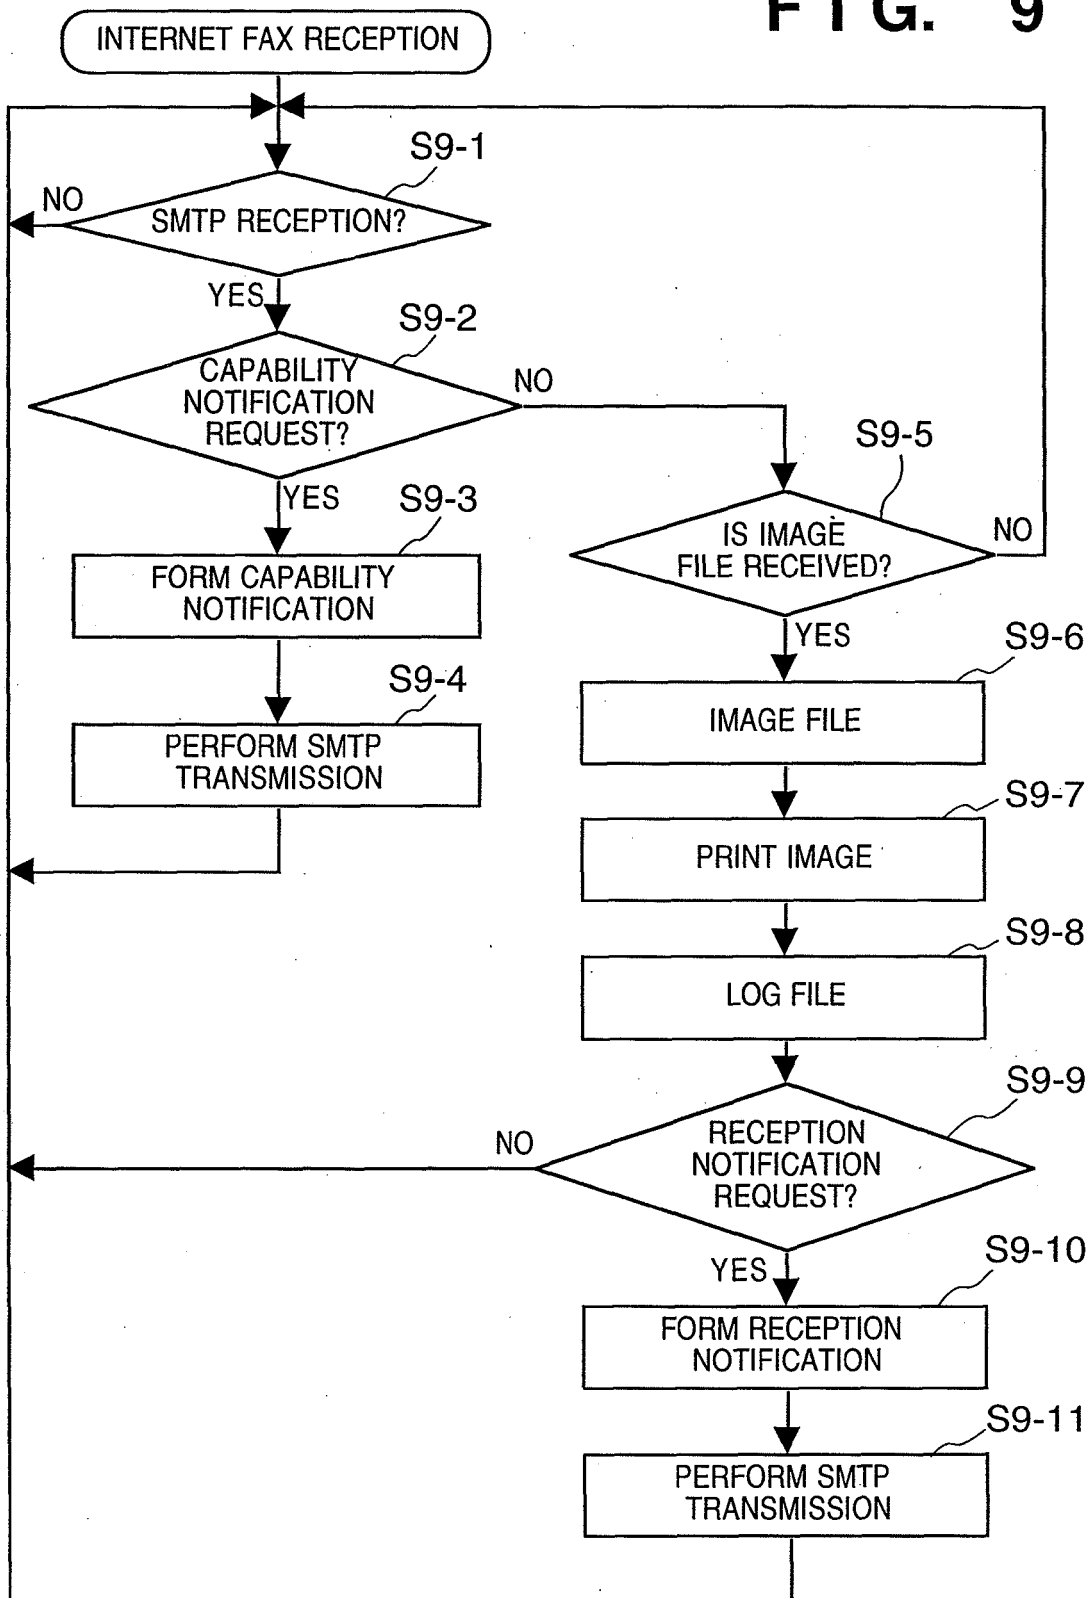 FIG. 9
INTERNET FAX RECEPTION
S9-1
NO
SMTP RECEPTION?
YES
S9-2
CAPABILITY
NOTIFICATION
REQUEST?
NO
YES
S9-3
FORM CAPABILITY
NOTIFICATION
S9-4
PERFORM SMTP
TRANSMISSION
S9-5
IS IMAGE
FILE RECEIVED?
NO
YES
S9-6
IMAGE FILE
S9-7
PRINT IMAGE
S9-8
LOG FILE
S9-9
RECEPTION
NOTIFICATION
REQUEST?
NO
YES
S9-10
FORM RECEPTION
NOTIFICATION
S9-11
PERFORM SMTP
TRANSMISSION